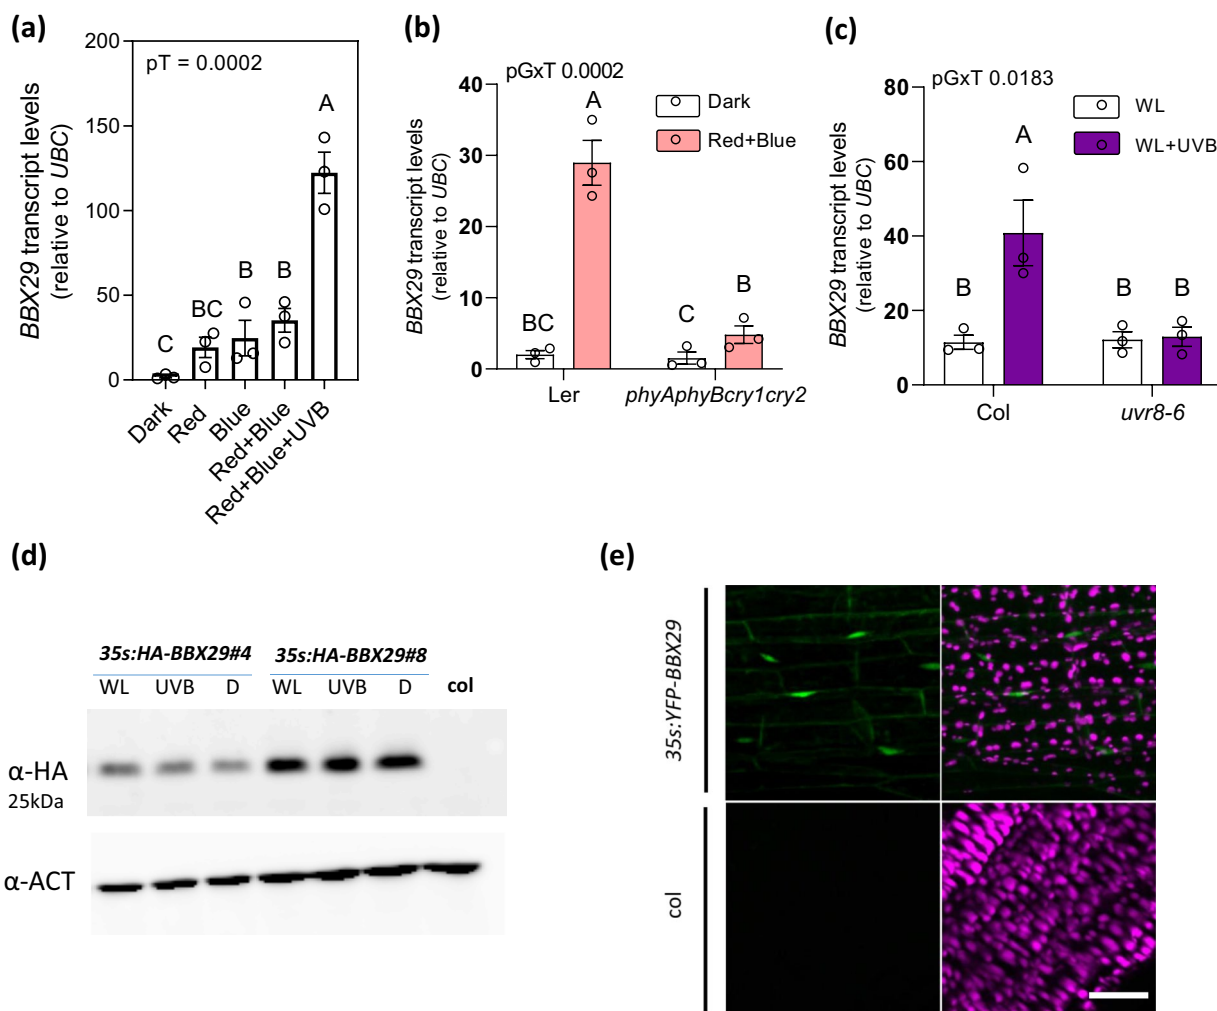 (a)
BBX29 transcript levels
(relative to UBC)
200
150
100
50
0
pT = 0.0002
C
BC
B
B
A
Dark
Red
Blue
Red+Blue
Red+Blue+UVB
(b)
BBX29 transcript levels
(relative to UBC)
pGxT 0.0002
40
30
20
10
0
BC
A
C
B
Dark
Red+Blue
Ler
phyAphyBcry1cry2
(c)
BBX29 transcript levels
(relative to UBC)
pGxT 0.0183
80
60
40
20
0
B
A
B
B
WL
WL+UVB
Col
uvr8-6
(d)
35s:HA-BBX29#4 35s:HA-BBX29#8
WL UVB D WL UVB D col
α-HA
25kDa
α-ACT
(e)
35s:YFP-BBX29
col